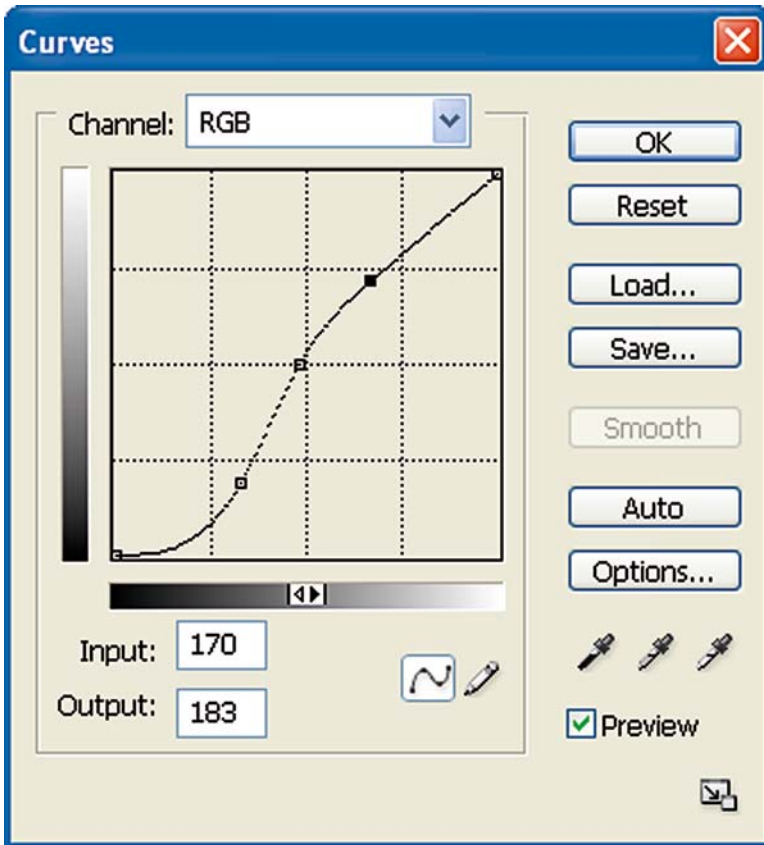 Curves
Channel: RGB
OK
Reset
Load...
Save...
Smooth
Auto
Options...
Input: 170
Output: 183
Preview